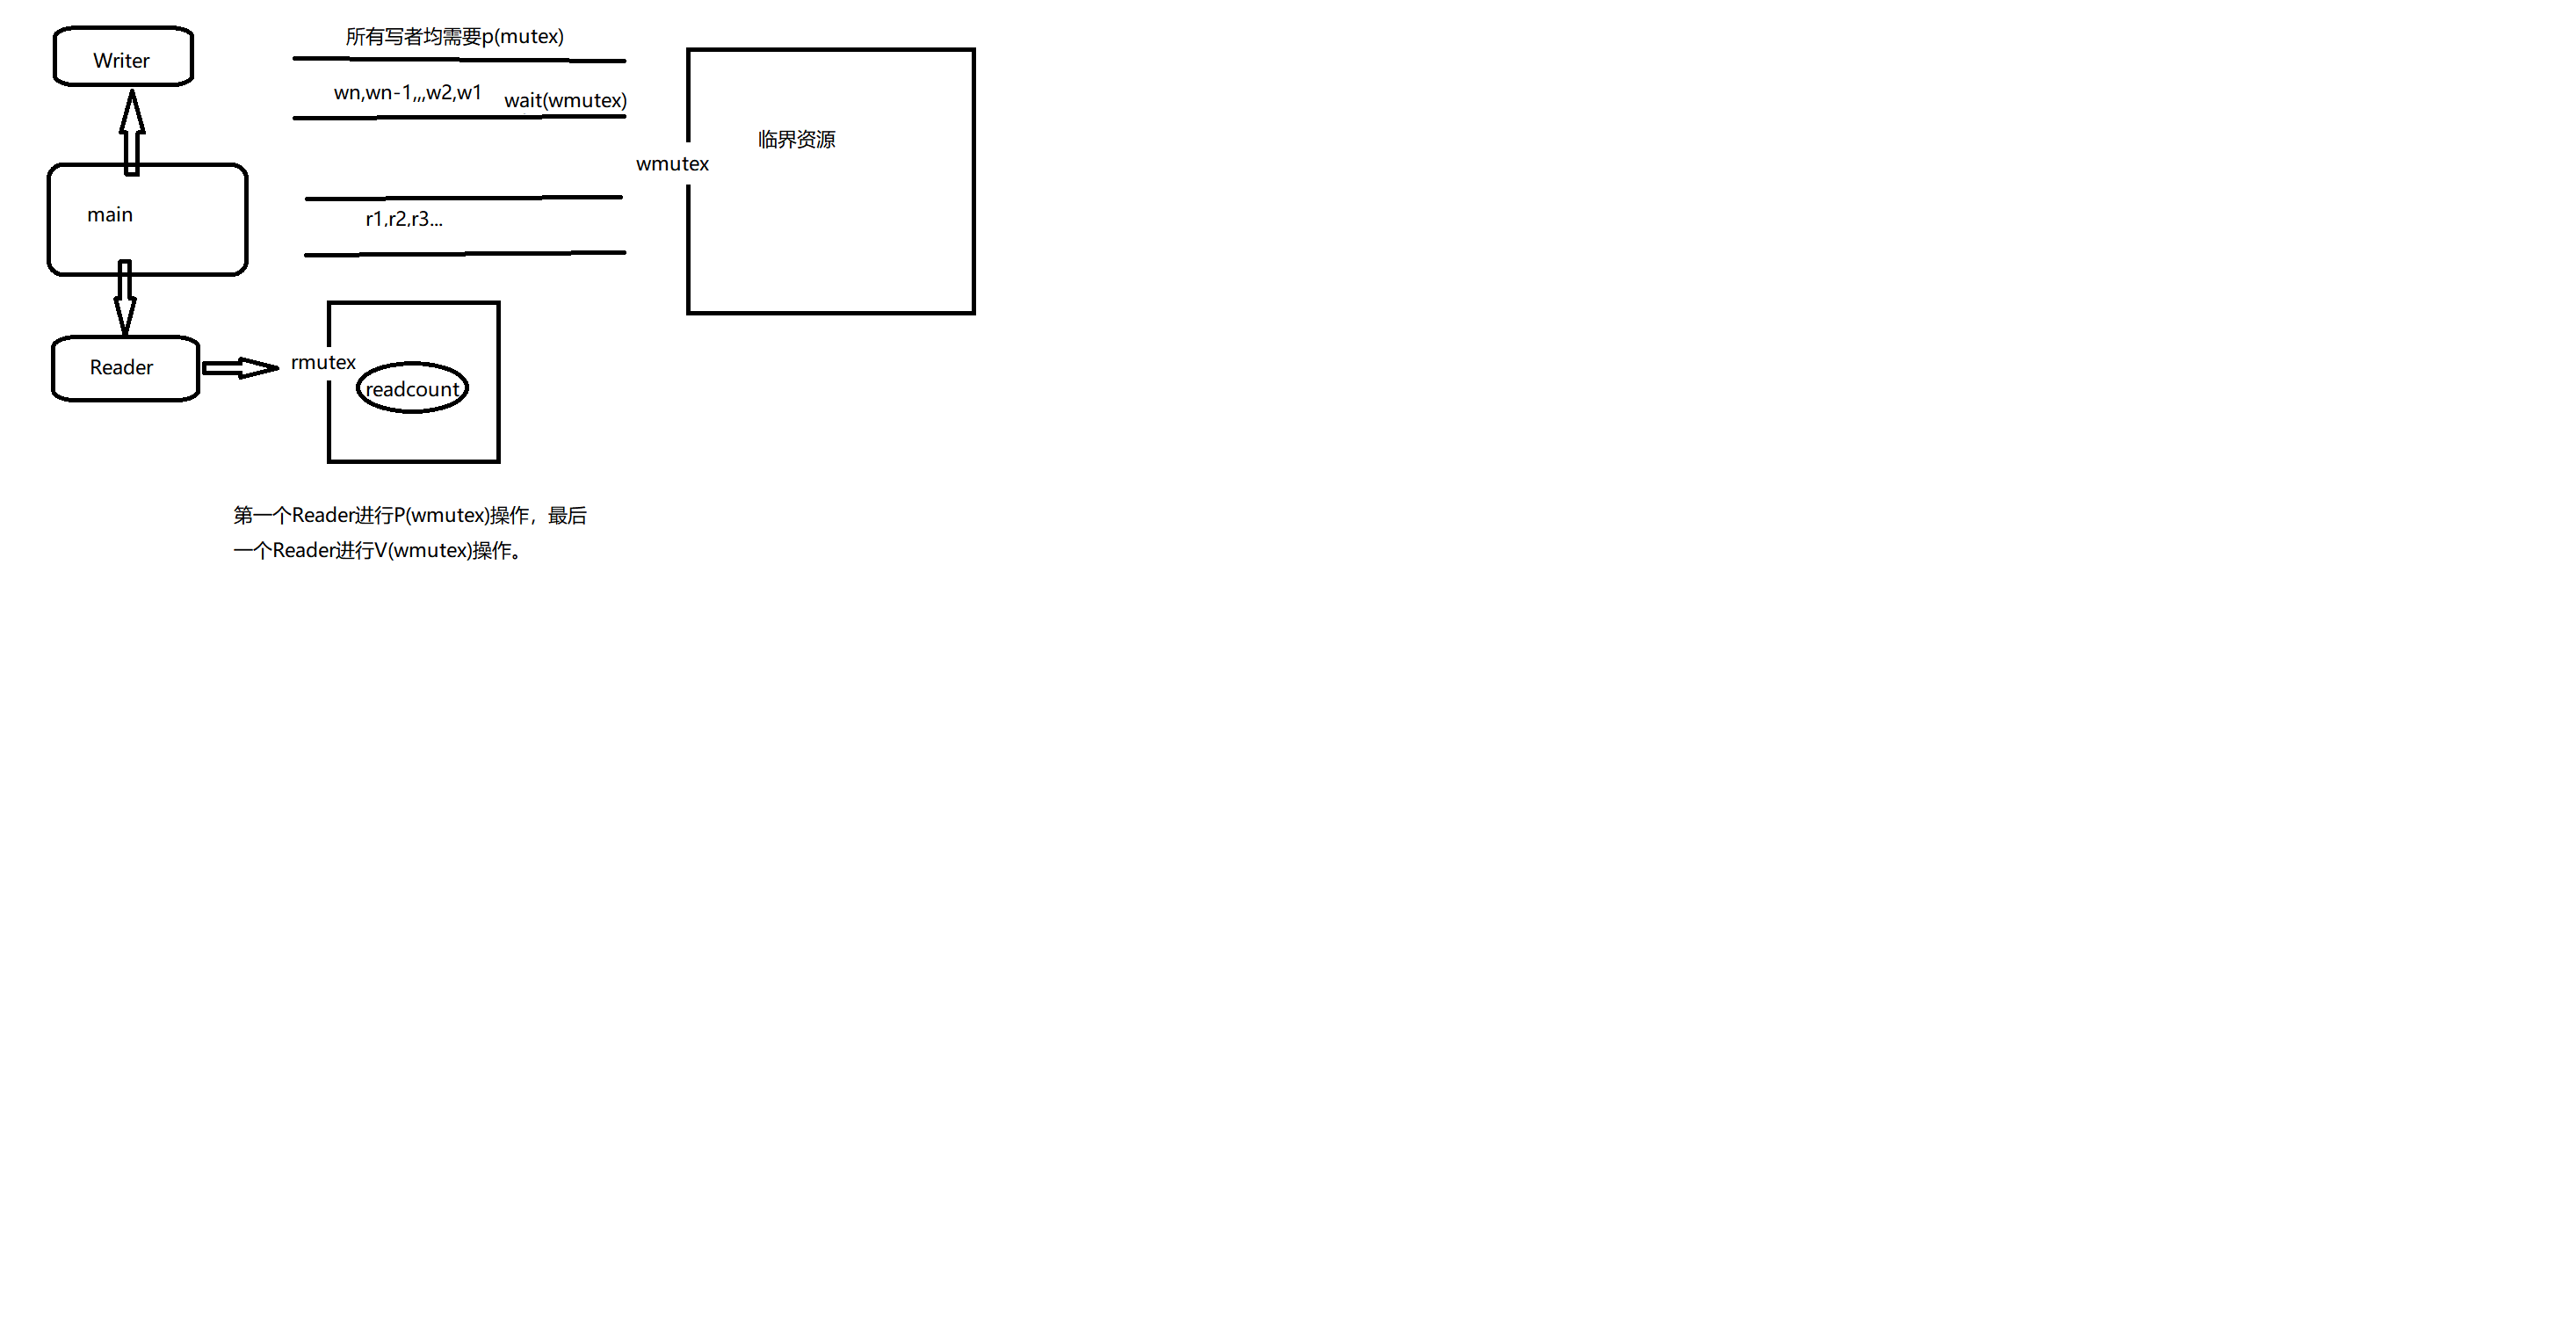 所有写者均需要p(mutex)
Writer
wn,wn-1,,,w2,w1
wait(wmutex)
临界资源
wmutex
main
r1,r2,r3...
rmutex
Reader
readcount
第一个Reader进行P(wmutex)操作，最后
一个Reader进行V(wmutex)操作。